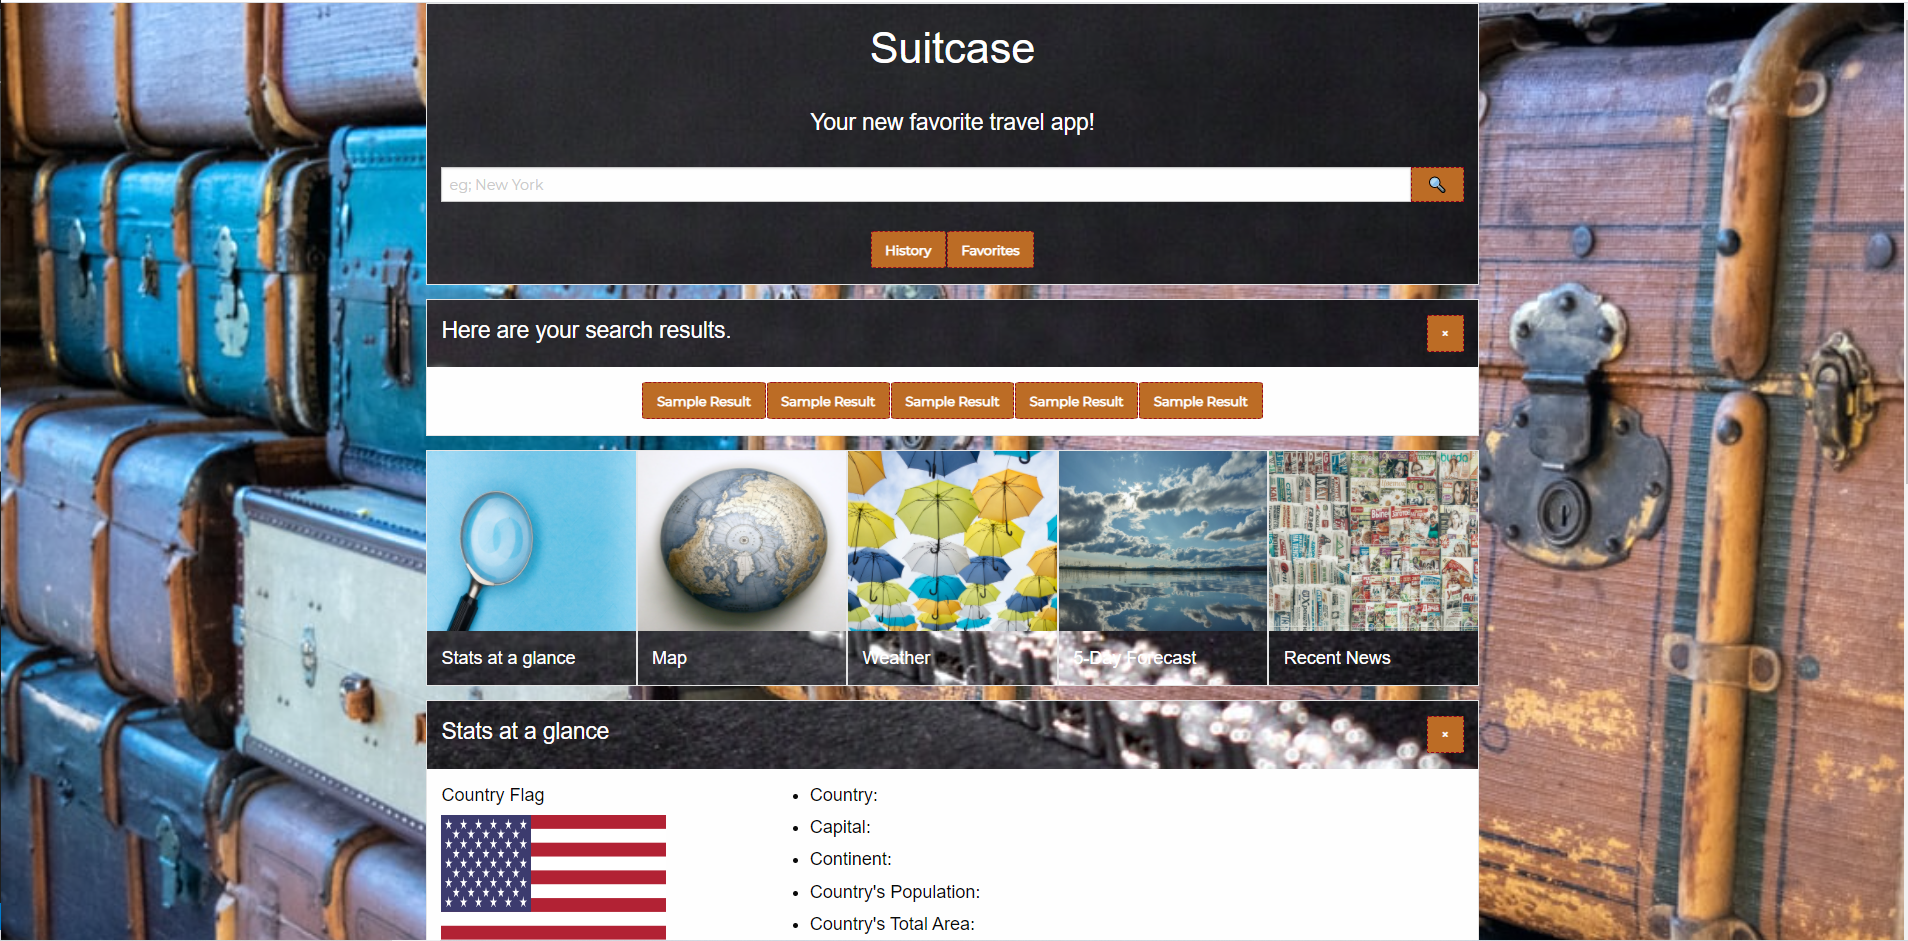 Suitcase
Your new favorite travel app!
eg; New York
History Favorites
Here are your search results.
×
Sample Result Sample Result Sample Result Sample Result Sample Result
Stats at a glance Map Weather 5-Day Forecast Recent News
Stats at a glance
×
Country Flag
• Country:
• Capital:
• Continent:
• Country's Population:
• Country's Total Area: